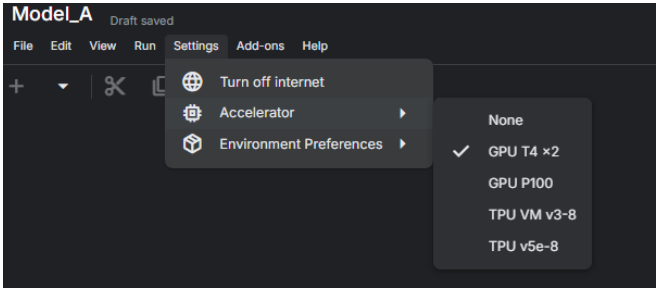 Model_A Draft saved
File Edit View Run Settings Add-ons Help
Turn off internet
Accelerator
Environment Preferences
None
GPU T4 ×2
GPU P100
TPU VM v3-8
TPU v5e-8